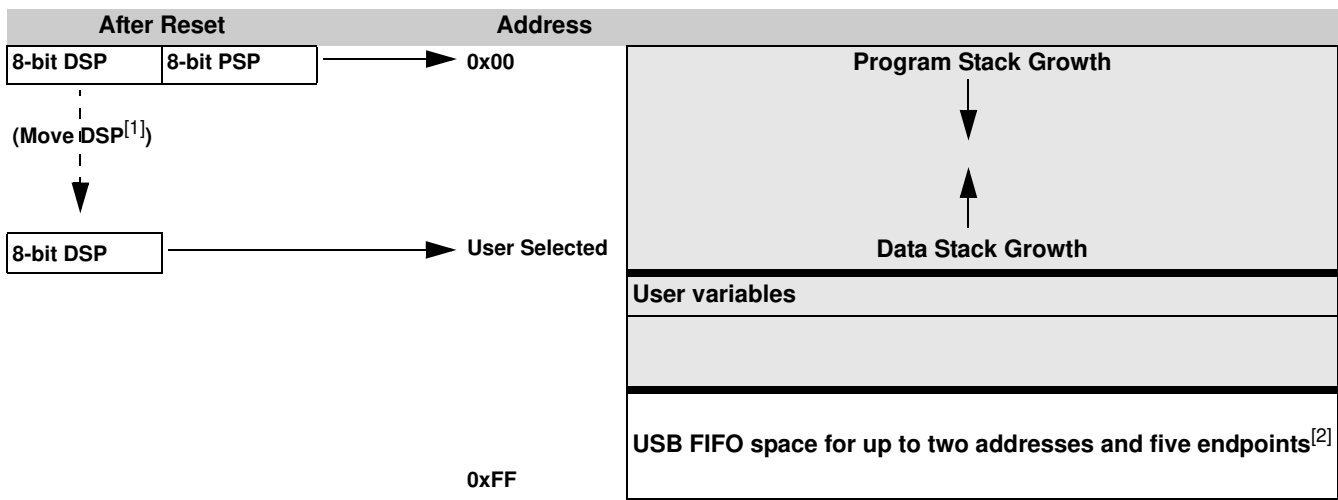 After Reset Address
8-bit DSP 8-bit PSP 0x00 Program Stack Growth
(Move DSP[1])
8-bit DSP User Selected Data Stack Growth
User variables
USB FIFO space for up to two addresses and five endpoints[2]
0xFF